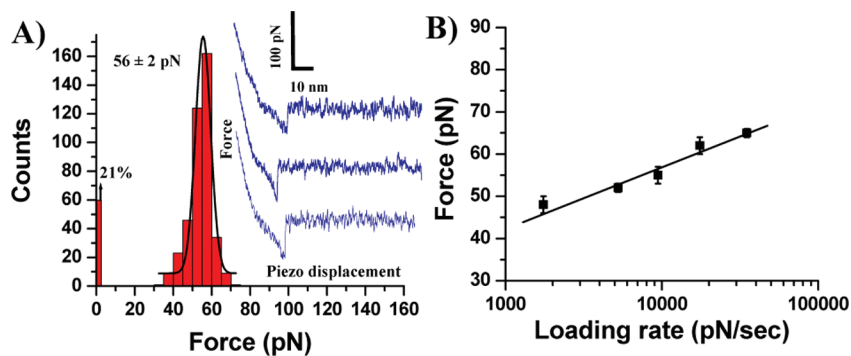 A)
56 ± 2 pN
100 pN
10 nm
21%
Force
Piezo displacement
Counts
160
140
120
100
80
60
40
20
0
0 20 40 60 80 100 120 140 160
Force (pN)
B)
Force (pN)
90
80
70
60
50
40
30
1000 10000 100000
Loading rate (pN/sec)